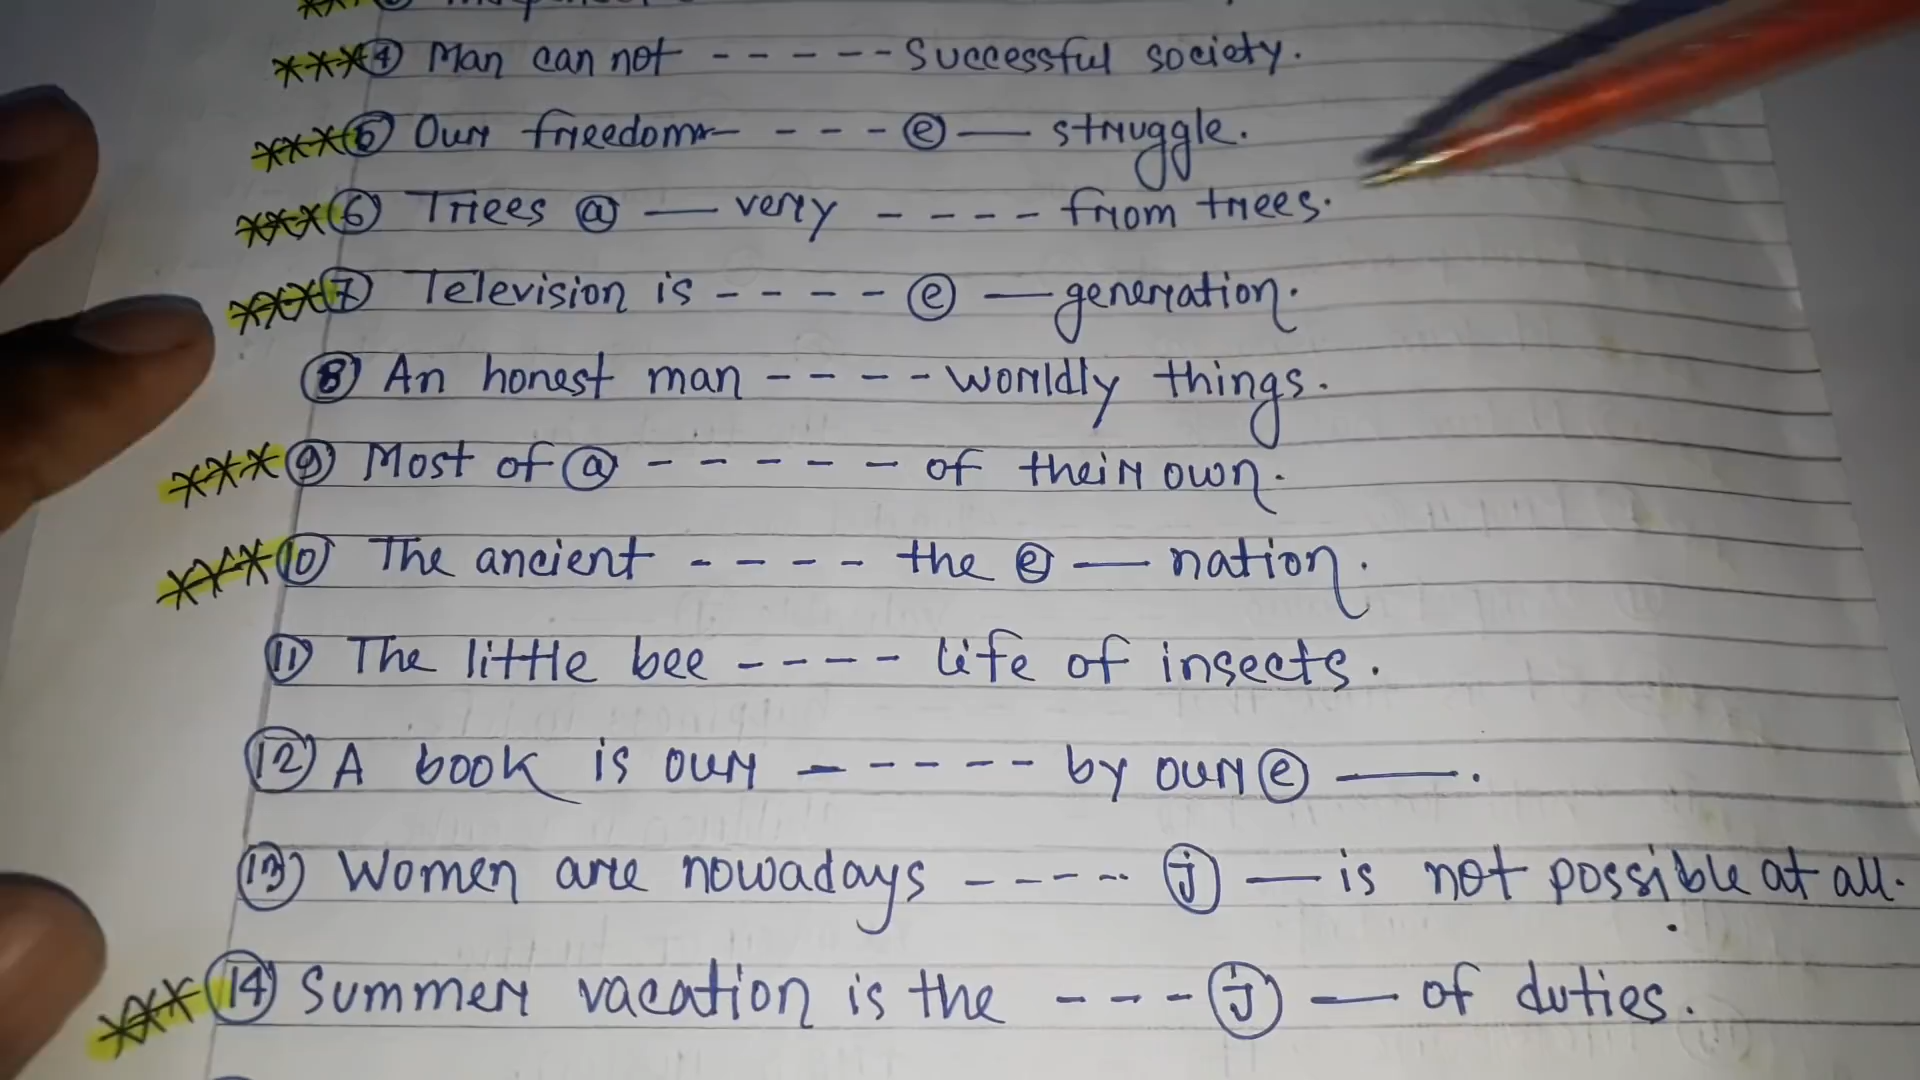 ***④ Man can not ----- Successful society.
***⑤ Our freedom ---- ⓔ — struggle.
***⑥ Trees ⓐ — very ---- from trees.
***⑦ Television is ---- ⓔ — generation.
⑧ An honest man ---- worldly things.
***⑨ Most of ⓐ ------ of their own.
***⑩ The ancient ---- the ⓔ — nation.
⑪ The little bee ---- life of insects.
⑫ A book is our ------ by our ⓔ —.
⑬ Women are nowadays ----- ⓙ — is not possible at all.
***⑭ Summer vacation is the --- ⓙ — of duties.